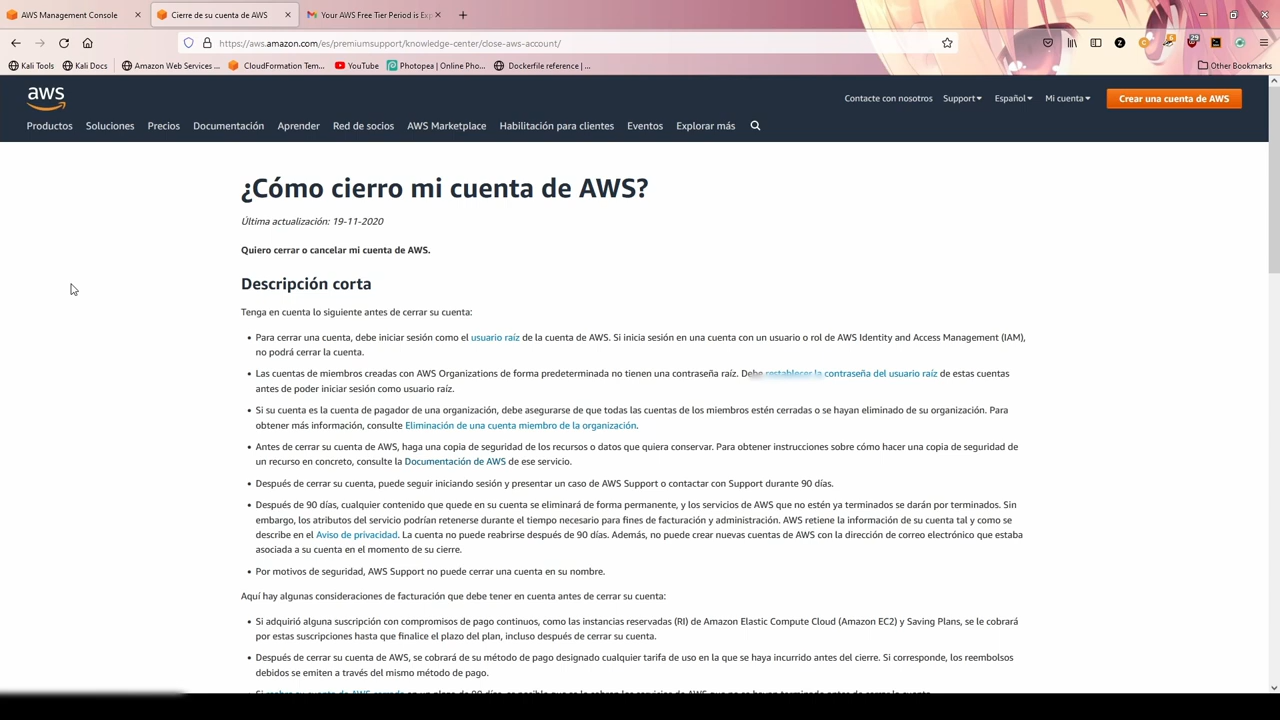 AWS Management Console
Cierre de su cuenta de AWS
Your AWS Free Tier Period is Exp
https://aws.amazon.com/es/premiumsupport/knowledge-center/close-aws-account/
6
29
Kali Tools
Kali Docs
Amazon Web Services ...
CloudFormation Tem...
YouTube
Photopea | Online Pho...
Dockerfile reference | ...
Other Bookmarks
aws
Contacte con nosotros
Support
Español
Mi cuenta
Crear una cuenta de AWS
Productos
Soluciones
Precios
Documentación
Aprender
Red de socios
AWS Marketplace
Habilitación para clientes
Eventos
Explorar más
¿Cómo cierro mi cuenta de AWS?
Última actualización: 19-11-2020
Quiero cerrar o cancelar mi cuenta de AWS.
Descripción corta
Tenga en cuenta lo siguiente antes de cerrar su cuenta:
• Para cerrar una cuenta, debe iniciar sesión como el usuario raíz de la cuenta de AWS. Si inicia sesión en una cuenta con un usuario o rol de AWS Identity and Access Management (IAM),
no podrá cerrar la cuenta.
• Las cuentas de miembros creadas con AWS Organizations de forma predeterminada no tienen una contraseña raíz. Debe restablecer la contraseña del usuario raíz de estas cuentas
antes de poder iniciar sesión como usuario raíz.
• Si su cuenta es la cuenta de pagador de una organización, debe asegurarse de que todas las cuentas de los miembros estén cerradas o se hayan eliminado de su organización. Para
obtener más información, consulte Eliminación de una cuenta miembro de la organización.
• Antes de cerrar su cuenta de AWS, haga una copia de seguridad de los recursos o datos que quiera conservar. Para obtener instrucciones sobre cómo hacer una copia de seguridad de
un recurso en concreto, consulte la Documentación de AWS de ese servicio.
• Después de cerrar su cuenta, puede seguir iniciando sesión y presentar un caso de AWS Support o contactar con Support durante 90 días.
• Después de 90 días, cualquier contenido que quede en su cuenta se eliminará de forma permanente, y los servicios de AWS que no estén ya terminados se darán por terminados. Sin
embargo, los atributos del servicio podrían retenerse durante el tiempo necesario para fines de facturación y administración. AWS retiene la información de su cuenta tal y como se
describe en el Aviso de privacidad. La cuenta no puede reabrirse después de 90 días. Además, no puede crear nuevas cuentas de AWS con la dirección de correo electrónico que estaba
asociada a su cuenta en el momento de su cierre.
• Por motivos de seguridad, AWS Support no puede cerrar una cuenta en su nombre.
Aquí hay algunas consideraciones de facturación que debe tener en cuenta antes de cerrar su cuenta:
• Si adquirió alguna suscripción con compromisos de pago continuos, como las instancias reservadas (RI) de Amazon Elastic Compute Cloud (Amazon EC2) y Saving Plans, se le cobrará
por estas suscripciones hasta que finalice el plazo del plan, incluso después de cerrar su cuenta.
• Después de cerrar su cuenta de AWS, se cobrará de su método de pago designado cualquier tarifa de uso en la que se haya incurrido antes del cierre. Si corresponde, los reembolsos
debidos se emiten a través del mismo método de pago.